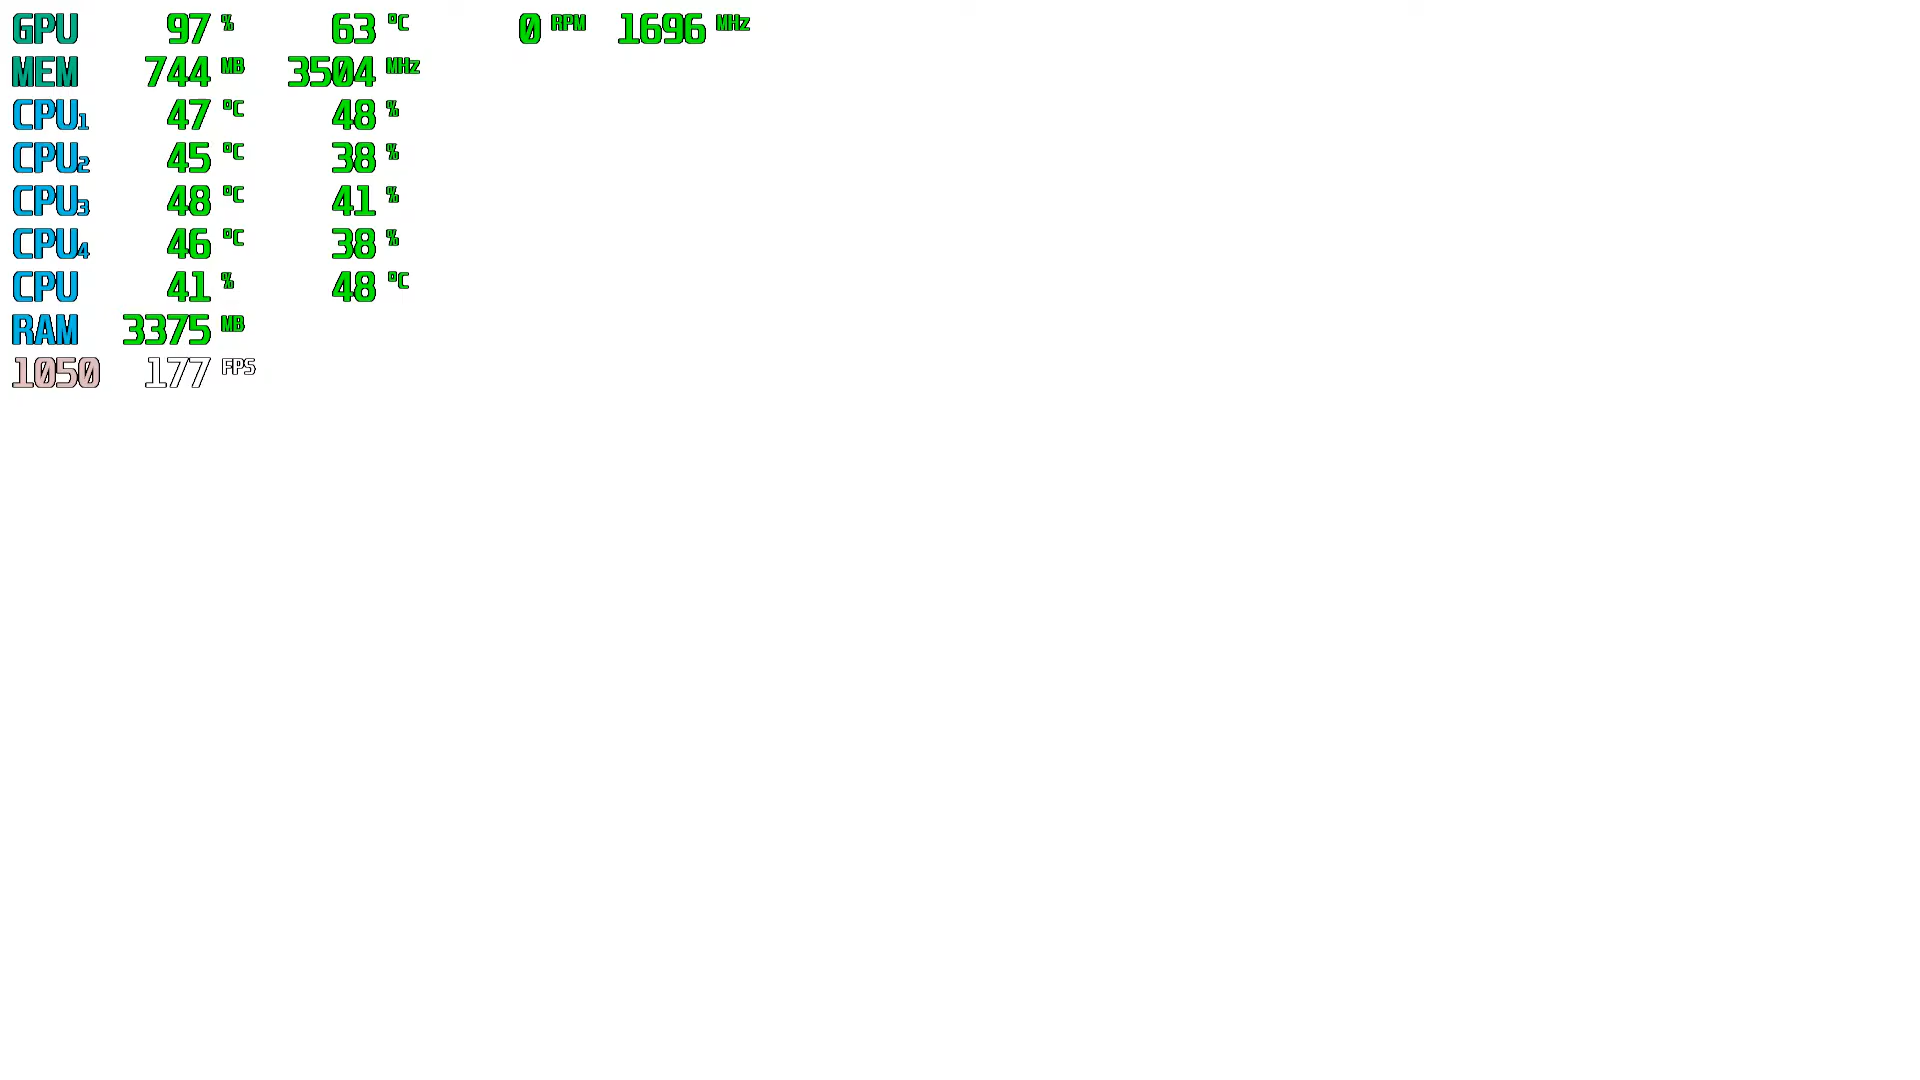 GPU 97 % 63 °C 0 RPM 1696 MHz
MEM 744 MB 3504 MHz
CPU1 47 °C 48 %
CPU2 45 °C 38 %
CPU3 48 °C 41 %
CPU4 46 °C 38 %
CPU 41 % 48 °C
RAM 3375 MB
1050 177 FPS